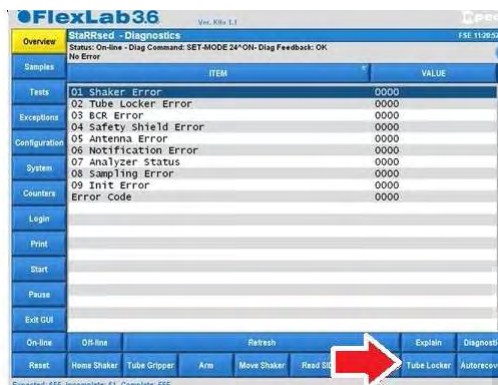 FlexLab3.6
StaRRsed - Diagnostics
Status: On-line - Diag Command: SET-MODE 24^ON- Diag Feedback: OK
No Error
ITEM VALUE
01 Shaker Error 0000
02 Tube Locker Error 0000
03 BCR Error 0000
04 Safety Shield Error 0000
05 Antenna Error 0000
06 Notification Error 0000
07 Analyzer Status 0000
08 Sampling Error 0000
09 Init Error 0000
Error Code 0000
Overview
Samples
Tests
Exceptions
Configuration
System
Counters
Login
Print
Start
Pause
Exit GUI
On-line Off-line Refresh Explain Diagnosti
Reset Home Shaker Tube Gripper Arm Move Shaker Read Tube Locker Autoreco